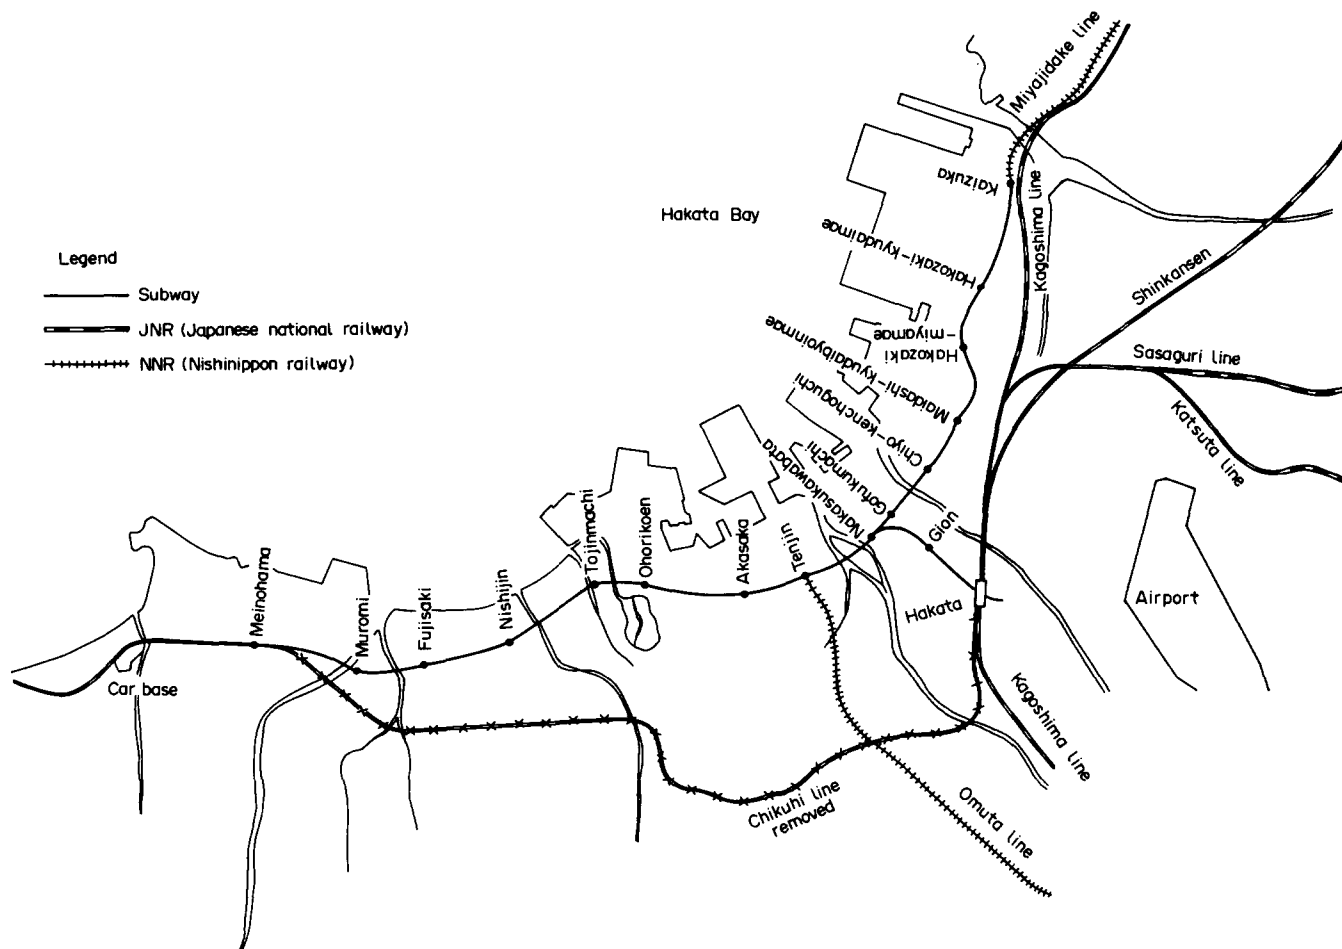 Miyajidake line
Kaizuka
Hakata Bay
Hakozaki-kyudaimae
Kagoshima line
Legend
Subway
JNR (Japanese national railway)
NNR (Nishinippon railway)
Shinkansen
Hakozaki
-miyamae
Sasaguri line
Maidashi-kyudaibyoinmae
Katsuta line
Chiyo-kenchoguchi
Gofukumachi
Nakasukawabata
Gion
Tenjin
Akasaka
Ohorikoen
Tojinmachi
Nishijin
Fujisaki
Muromi
Meinohama
Hakata
Airport
Car base
Kagoshima line
Chikuhi line
removed
Omuta line